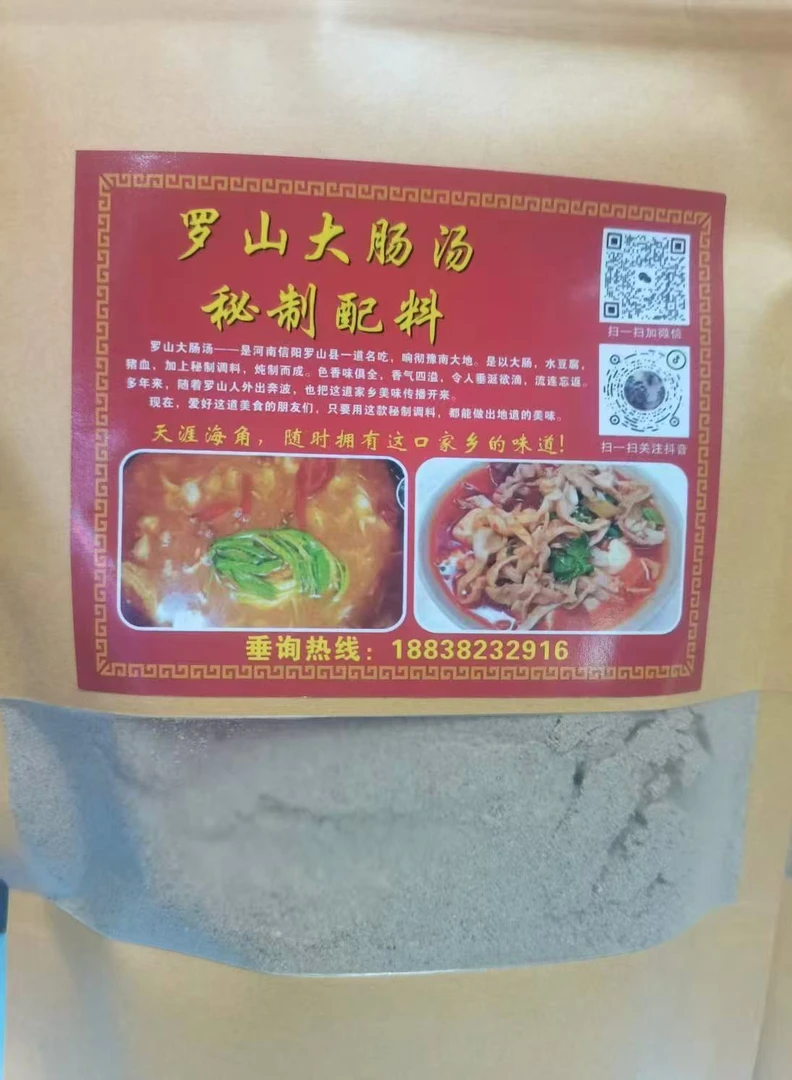 罗山大肠汤
秘制配料
扫一扫加微信
罗山大肠汤——是河南信阳罗山县一道名吃，响彻豫南大地。是以大肠，水豆腐，
猪血，加上秘制调料，炖制而成。色香味俱全，香气四溢，令人垂涎欲滴，流连忘返。
多年来，随着罗山人外出奔波，也把这道家乡美味传播开来。
现在，爱好这道美食的朋友们，只要用这款秘制调料，都能做出地道的美味。
天涯海角，随时拥有这口家乡的味道!
扫一扫关注抖音
垂询热线：18838232916